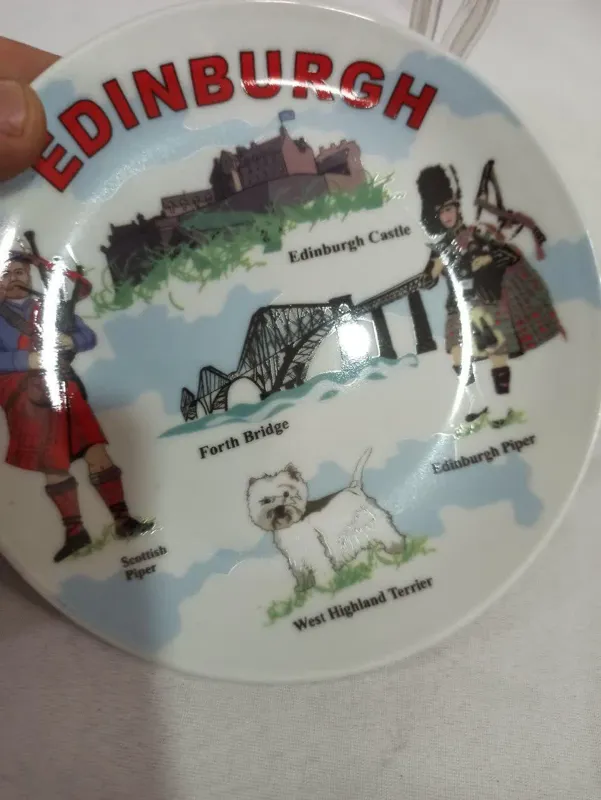 EDINBURGH
Edinburgh Castle
Forth Bridge
Edinburgh Piper
Scottish
Piper
West Highland Terrier